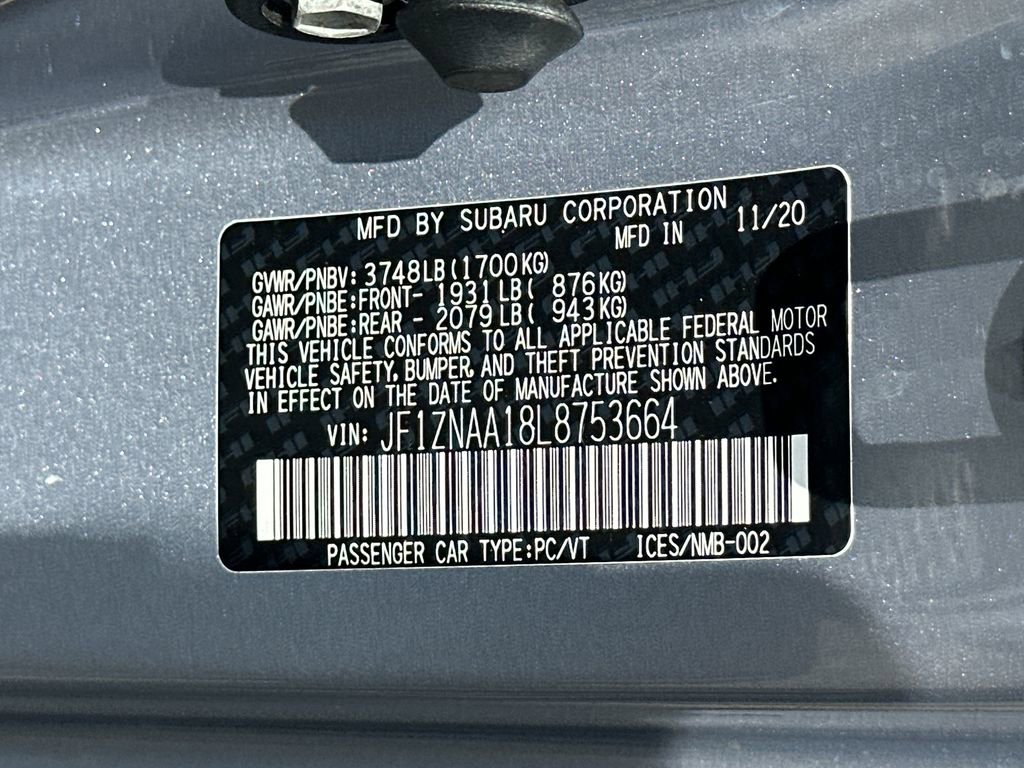 MFD BY SUBARU CORPORATION
MFD IN 11/20
GVWR/PNBV: 3748LB(1700KG)
GAWR/PNBE:FRONT- 1931LB( 876KG)
GAWR/PNBE:REAR - 2079LB( 943KG)
THIS VEHICLE CONFORMS TO ALL APPLICABLE FEDERAL MOTOR
VEHICLE SAFETY, BUMPER, AND THEFT PREVENTION STANDARDS
IN EFFECT ON THE DATE OF MANUFACTURE SHOWN ABOVE.
VIN: JF1ZNAA18L8753664
PASSENGER CAR TYPE:PC/VT ICES/NMB-002